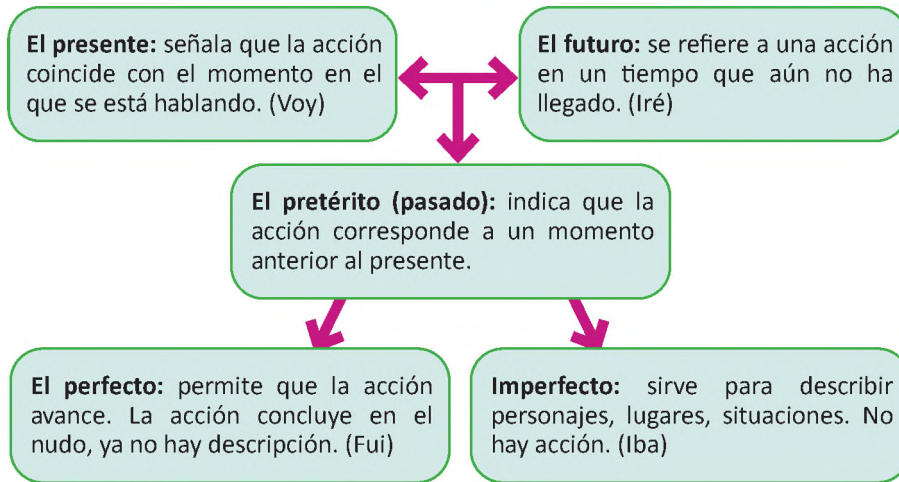 El presente: señala que la acción
coincide con el momento en el
que se está hablando. (Voy)
El futuro: se refiere a una acción
en un tiempo que aún no ha
llegado. (Iré)
El pretérito (pasado): indica que la
acción corresponde a un momento
anterior al presente.
El perfecto: permite que la acción
avance. La acción concluye en el
nudo, ya no hay descripción. (Fui)
Imperfecto: sirve para describir
personajes, lugares, situaciones. No
hay acción. (Iba)